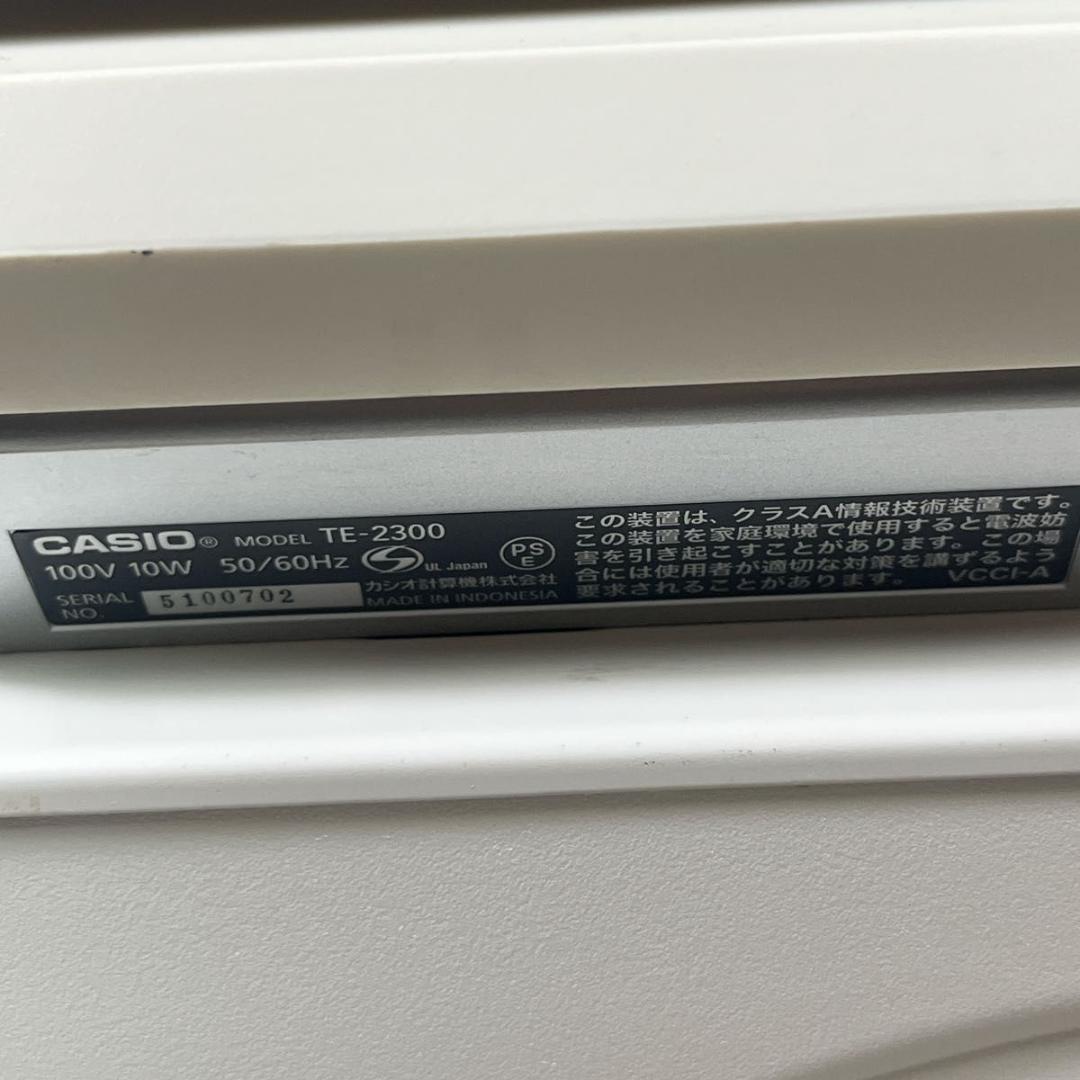 CASIO® MODEL TE-2300
100V 10W 50/60Hz S UL Japan PS E
カシオ計算機株式会社
SERIAL NO. 5100702
MADE IN INDONESIA
この装置は、クラスA情報技術装置です。
この装置を家庭環境で使用すると電波妨
害を引き起こすことがあります。この場
合には使用者が適切な対策を講ずるよう
要求されることがあります。 VCCI-A